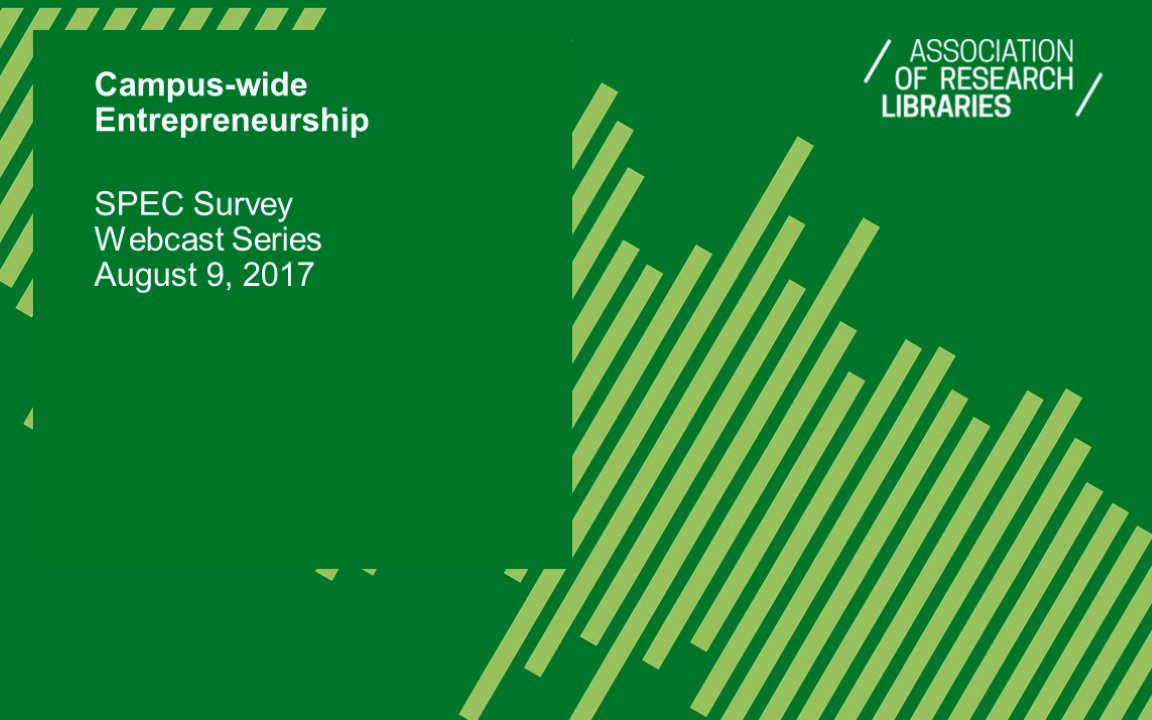 Campus-wide
Entrepreneurship
SPEC Survey
Webcast Series
August 9, 2017
ASSOCIATION
OF RESEARCH
LIBRARIES